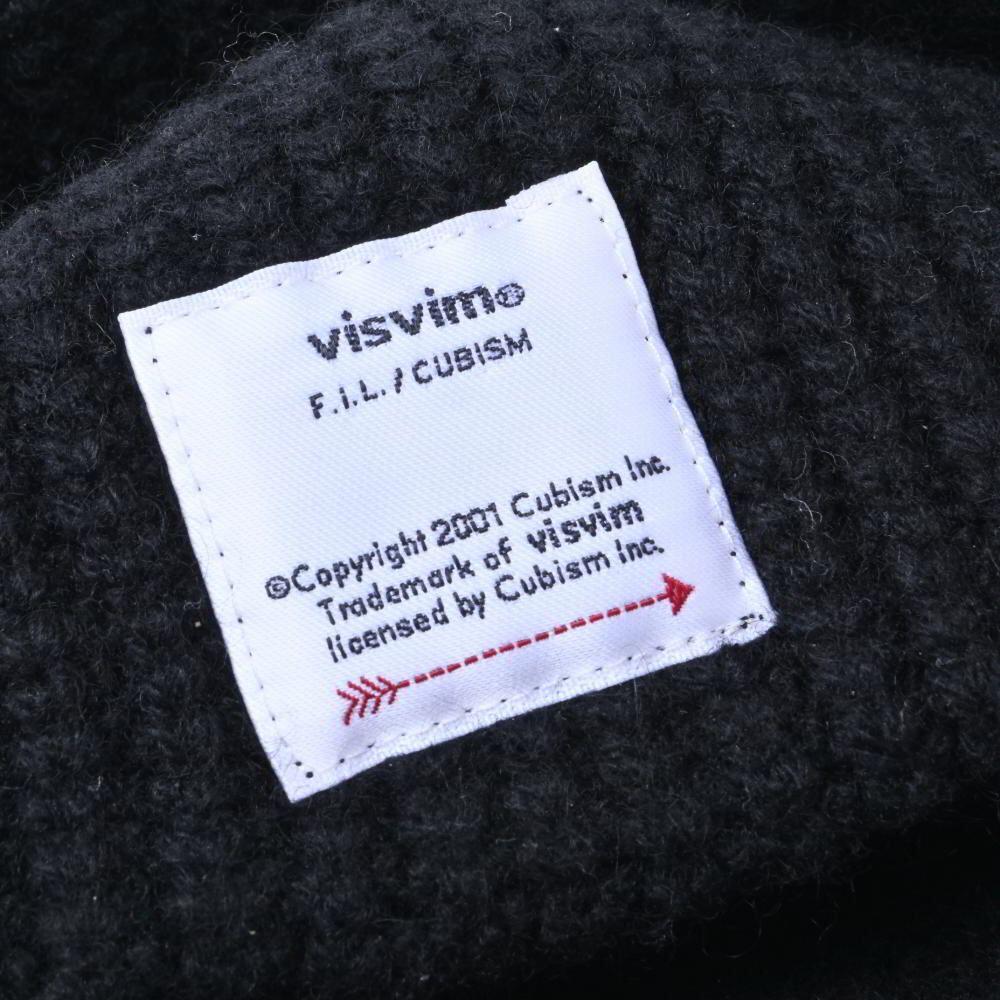 visvim®
F.I.L. / CUBISM
©Copyright 2001 Cubism Inc.
Trademark of visvim
licensed by Cubism Inc.